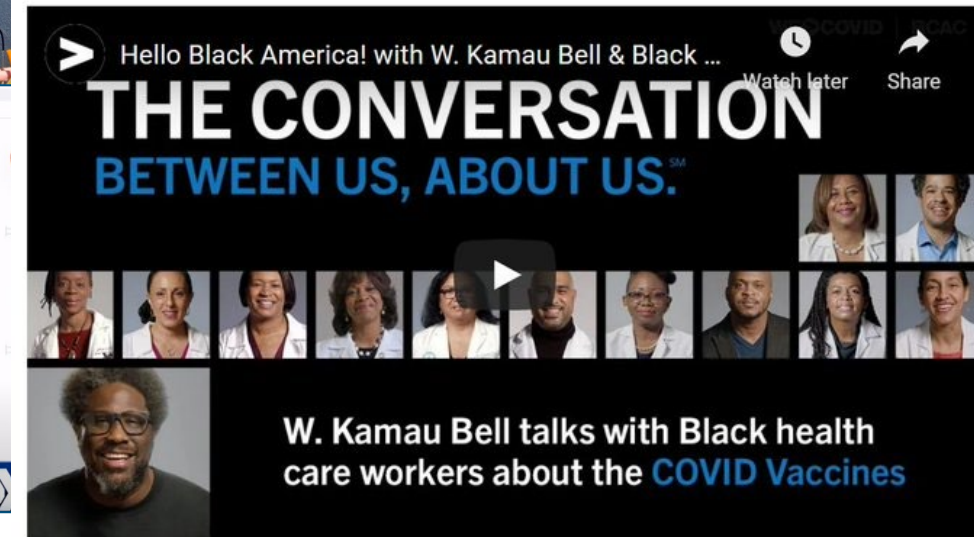 Hello Black America! with W. Kamau Bell & Black ...
Watch later
Share
THE CONVERSATION
BETWEEN US, ABOUT US.℠
W. Kamau Bell talks with Black health
care workers about the COVID Vaccines